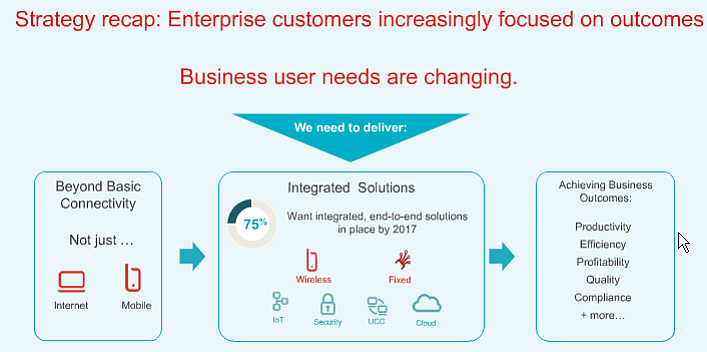 Strategy recap: Enterprise customers increasingly focused on outcomes
Business user needs are changing.
We need to deliver:
Beyond Basic
Connectivity
Not just …
Internet
Mobile
Integrated Solutions
75%
Want integrated, end-to-end solutions
in place by 2017
Wireless
Fixed
IoT
Security
UCC
Cloud
Achieving Business
Outcomes:
Productivity
Efficiency
Profitability
Quality
Compliance
+ more…